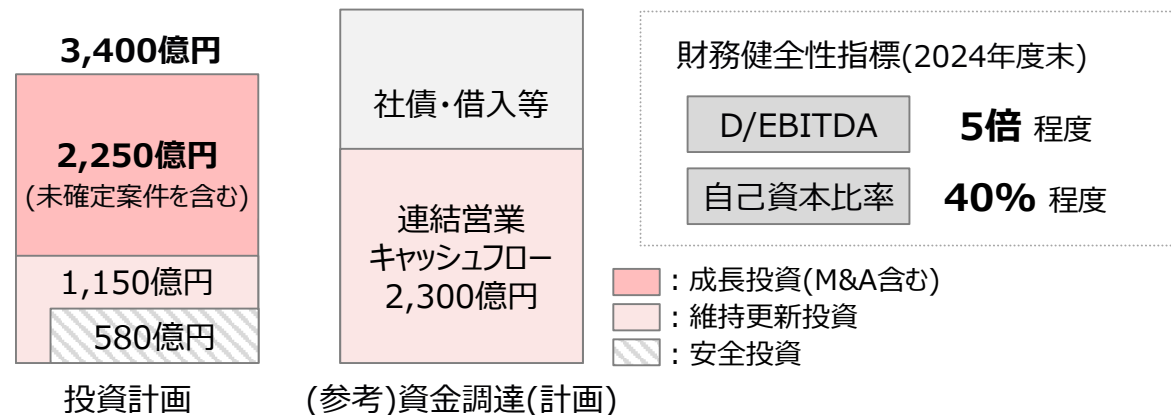 3,400億円
2,250億円
(未確定案件を含む)
1,150億円
580億円
投資計画
社債・借入等
連結営業
キャッシュフロー
2,300億円
(参考)資金調達(計画)
財務健全性指標(2024年度末)
D/EBITDA 5倍 程度
自己資本比率 40% 程度
：成長投資(M&A含む)
：維持更新投資
：安全投資